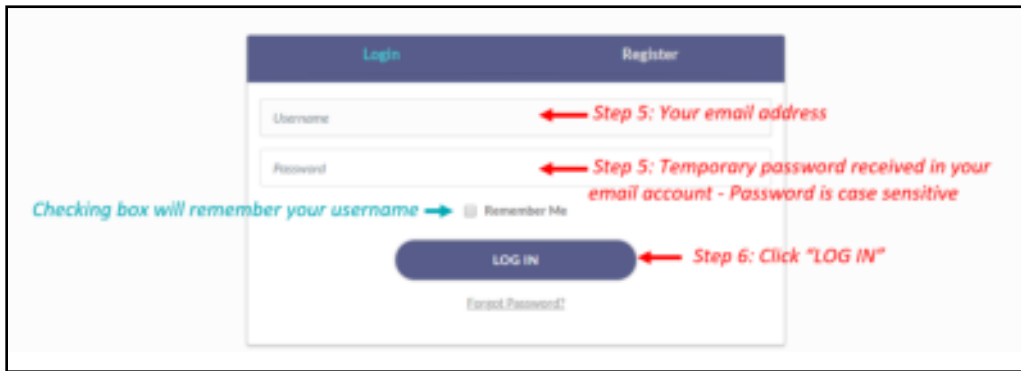 Login Register
Username
Step 5: Your email address
Password
Step 5: Temporary password received in your
email account - Password is case sensitive
Checking box will remember your username
Remember Me
LOG IN
Step 6: Click "LOG IN"
Forgot Password?